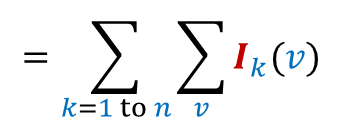 = ∑ ∑ I_k(v)
k=1 to n v